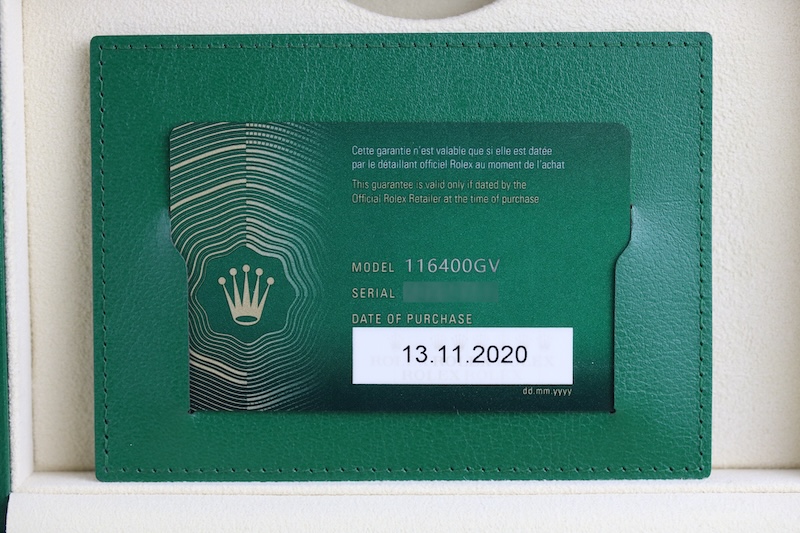 Cette garantie n'est valable que si elle est datée
par le détaillant officiel Rolex au moment de l'achat
This guarantee is valid only if dated by the
Official Rolex Retailer at the time of purchase
MODEL 116400GV
SERIAL
DATE OF PURCHASE
13.11.2020
dd.mm.yyyy